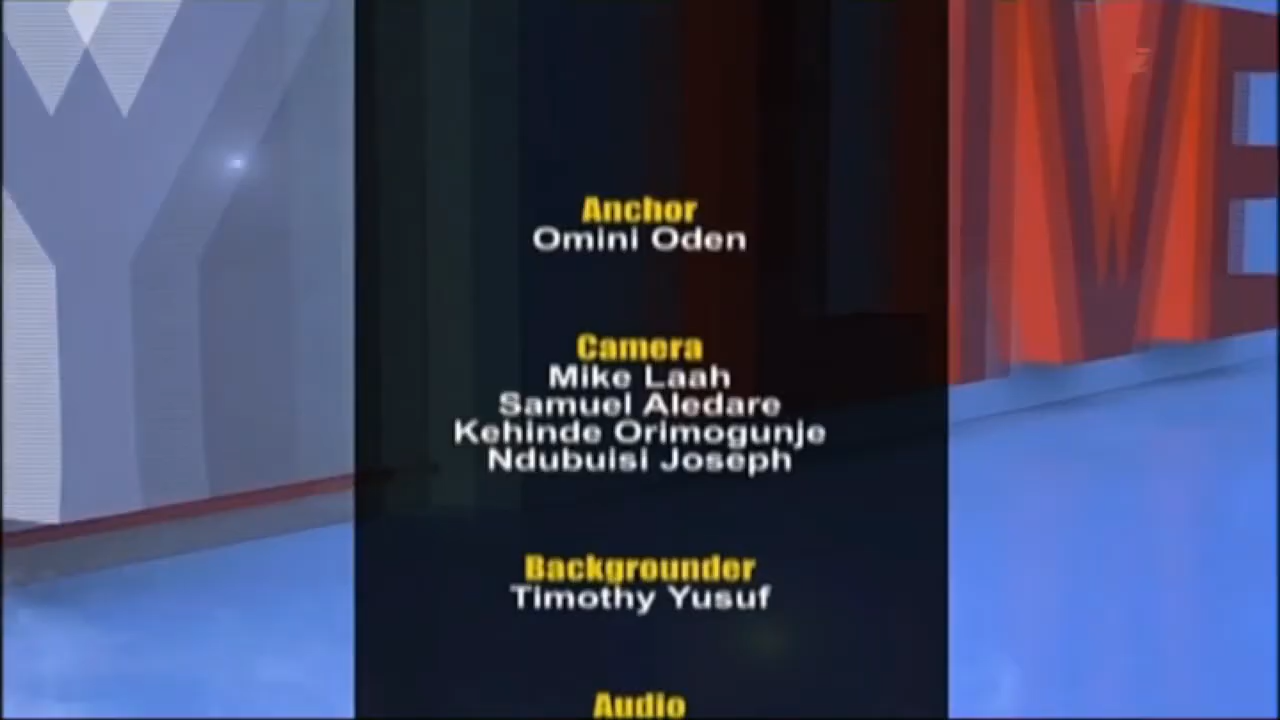 Anchor
Omini Oden
Camera
Mike Laah
Samuel Aledare
Kehinde Orimogunje
Ndubuisi Joseph
Backgrounder
Timothy Yusuf
Audio